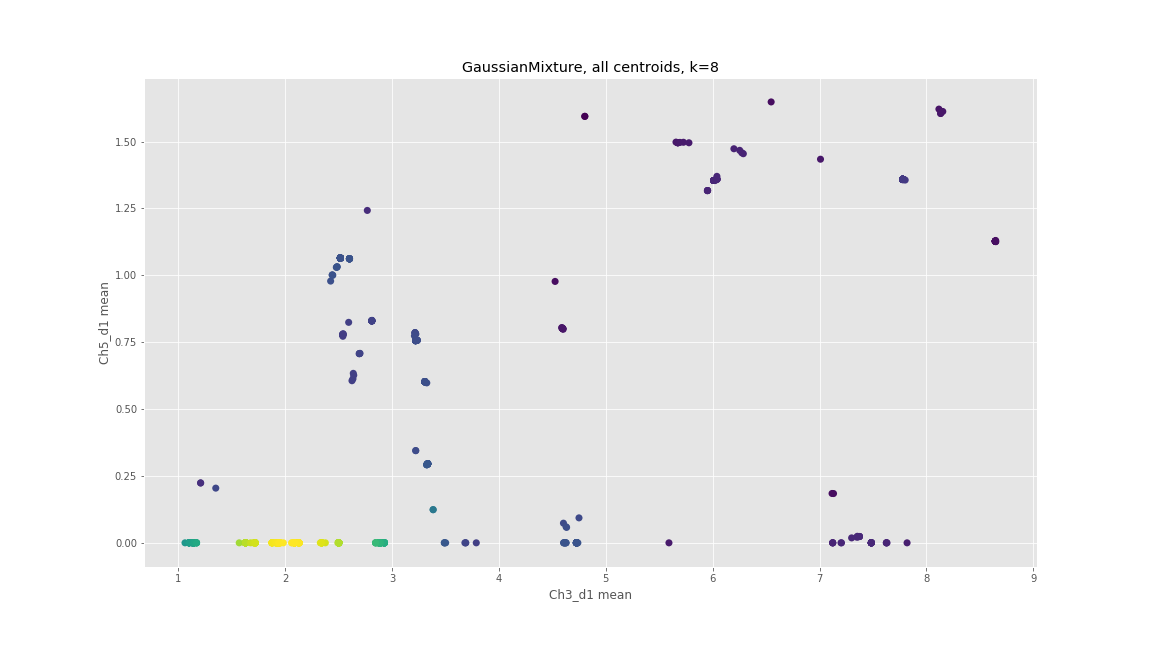 GaussianMixture, all centroids, k=8
1.50
1.25
1.00
0.75
0.50
0.25
0.00
Ch5_d1 mean
1 2 3 4 5 6 7 8 9
Ch3_d1 mean